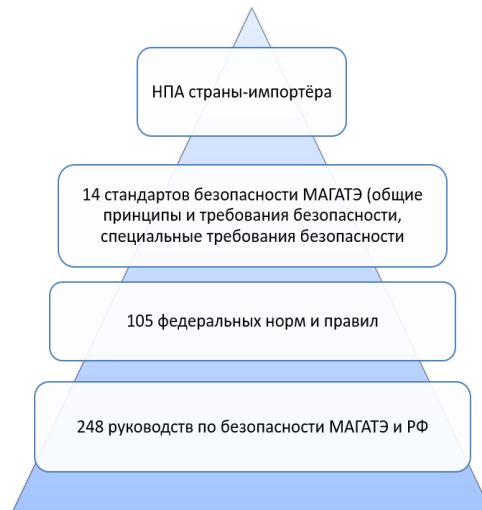 НПА страны-импортёра
14 стандартов безопасности МАГАТЭ (общие
принципы и требования безопасности,
специальные требования безопасности
105 федеральных норм и правил
248 руководств по безопасности МАГАТЭ и РФ